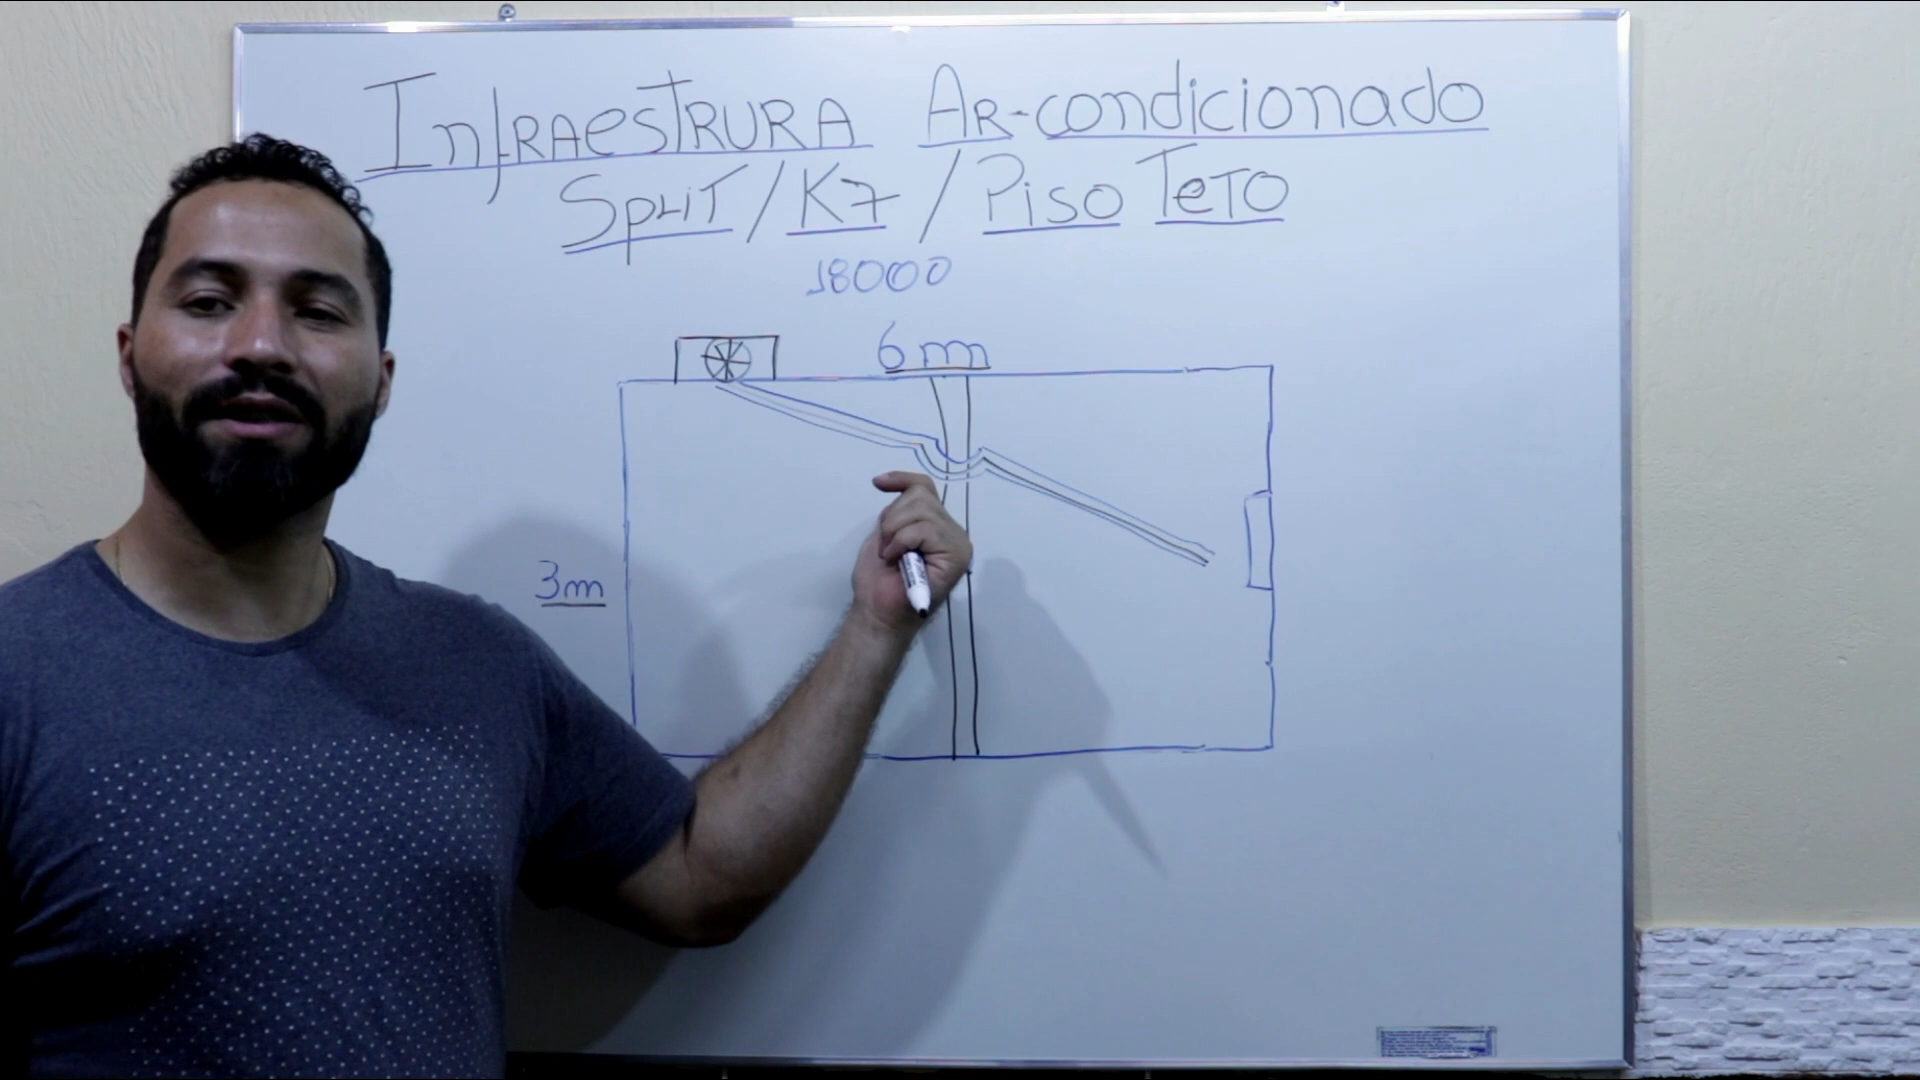 InfRAesTRURA AR-condicionado
SpLiT / K7 / Piso TeTO
18000
6 m
3m